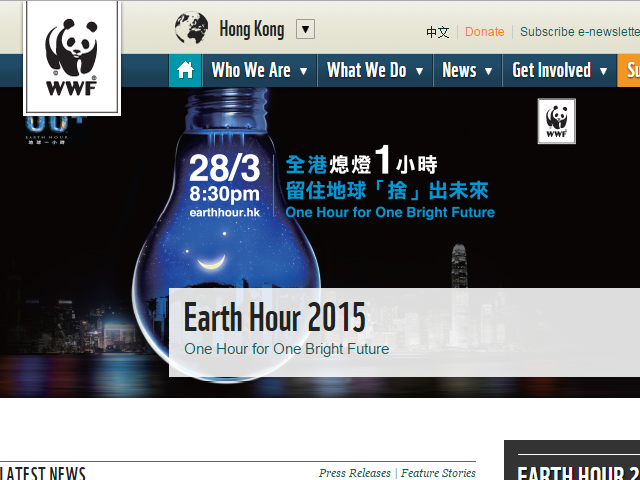 WWF
Hong Kong
中文
Donate
Subscribe e-newslette
Who We Are
What We Do
News
Get Involved
Su
60+
EARTH HOUR
地球一小時
WWF
28/3
8:30pm
earthhour.hk
全港熄燈1小時
留住地球「捨」出未來
One Hour for One Bright Future
Earth Hour 2015
One Hour for One Bright Future
LATEST NEWS
Press Releases | Feature Stories
EARTH HOUR 2